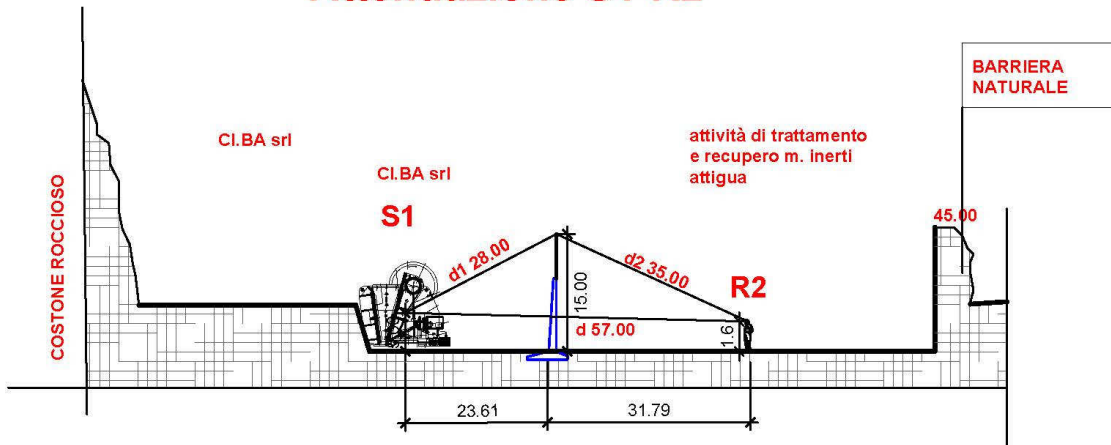 BARRIERA
NATURALE
CI.BA srl
CI.BA srl
attività di trattamento
e recupero m. inerti
attigua
COSTONE ROCCIOSO
S1
45.00
d1 28.00
d2 35.00
15.00
R2
d 57.00
1.6
23.61
31.79